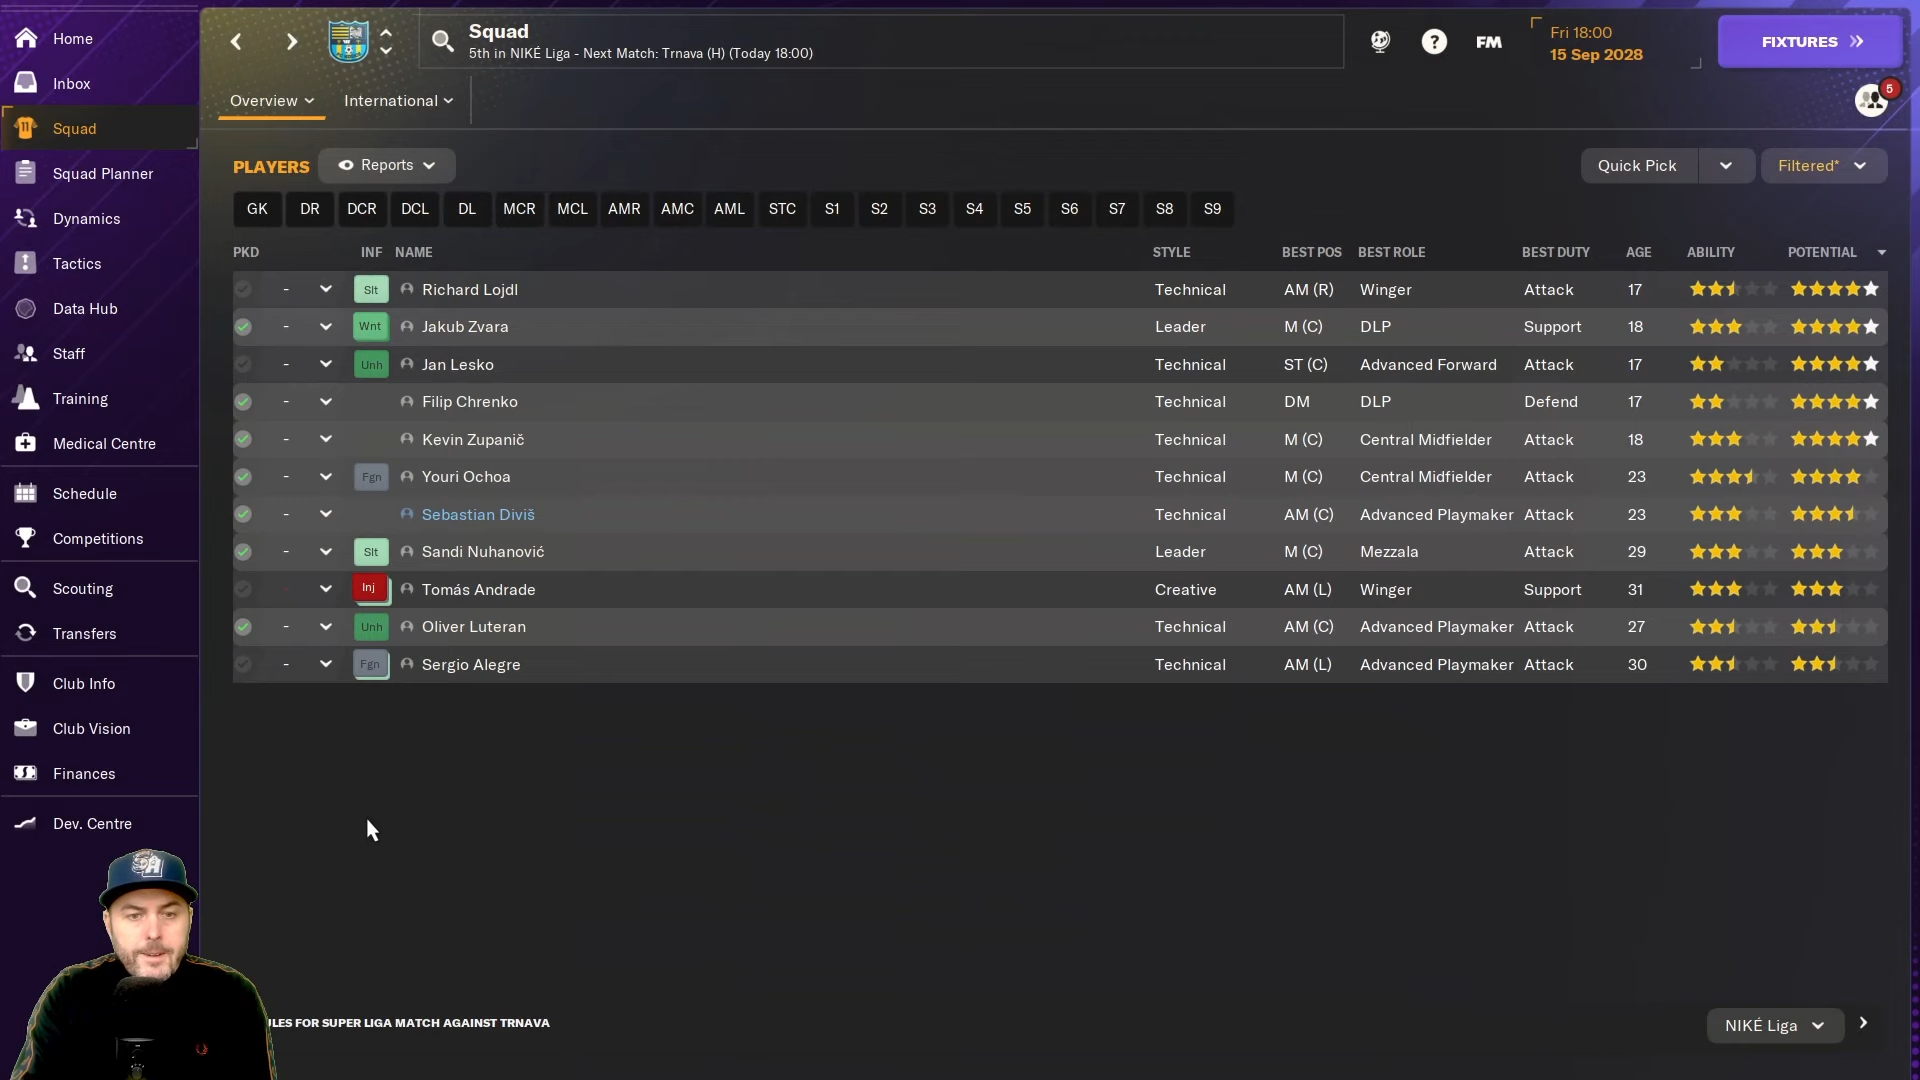 Home
Inbox
Squad
Squad Planner
Dynamics
Tactics
Data Hub
Staff
Training
Medical Centre
Schedule
Competitions
Scouting
Transfers
Club Info
Club Vision
Finances
Dev. Centre
Squad
5th in NIKÉ Liga - Next Match: Trnava (H) (Today 18:00)
? FM
Fri 18:00
15 Sep 2028
FIXTURES
Overview International
5
PLAYERS Reports Quick Pick Filtered*
GK DR DCR DCL DL MCR MCL AMR AMC AML STC S1 S2 S3 S4 S5 S6 S7 S8 S9
PKD INF NAME STYLE BEST POS BEST ROLE BEST DUTY AGE ABILITY POTENTIAL
- Slt Richard Lojdl Technical AM (R) Winger Attack 17
- Wnt Jakub Zvara Leader M (C) DLP Support 18
- Unh Jan Lesko Technical ST (C) Advanced Forward Attack 17
- Filip Chrenko Technical DM DLP Defend 17
- Kevin Zupanič Technical M (C) Central Midfielder Attack 18
- Fgn Youri Ochoa Technical M (C) Central Midfielder Attack 23
- Sebastian Diviš Technical AM (C) Advanced Playmaker Attack 23
- Slt Sandi Nuhanović Leader M (C) Mezzala Attack 29
- Inj Tomás Andrade Creative AM (L) Winger Support 31
- Unh Oliver Luteran Technical AM (C) Advanced Playmaker Attack 27
- Fgn Sergio Alegre Technical AM (L) Advanced Playmaker Attack 30
FOR SUPER LIGA MATCH AGAINST TRNAVA
NIKÉ Liga